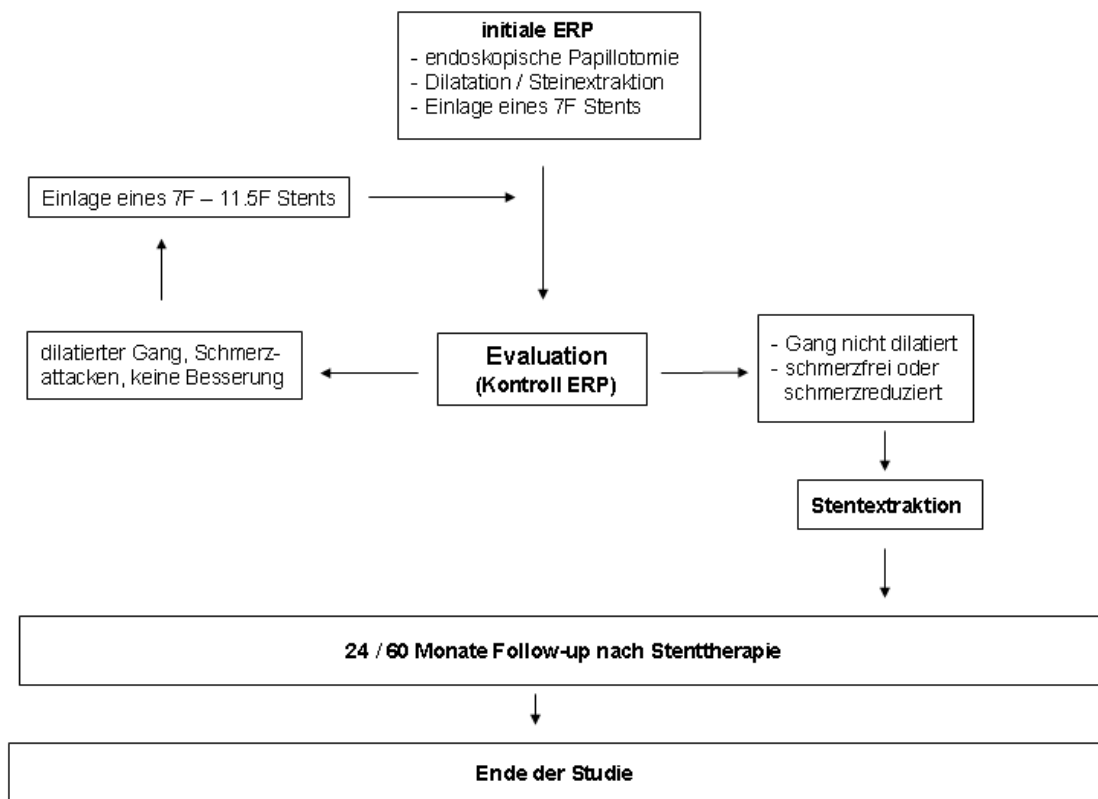 initiale ERP
- endoskopische Papillotomie
- Dilatation / Steinextraktion
- Einlage eines 7F Stents
Einlage eines 7F – 11.5F Stents
dilatierter Gang, Schmerz-
attacken, keine Besserung
Evaluation
(Kontroll ERP)
- Gang nicht dilatiert
- schmerzfrei oder
schmerzreduziert
Stentextraktion
24 / 60 Monate Follow-up nach Stenttherapie
Ende der Studie